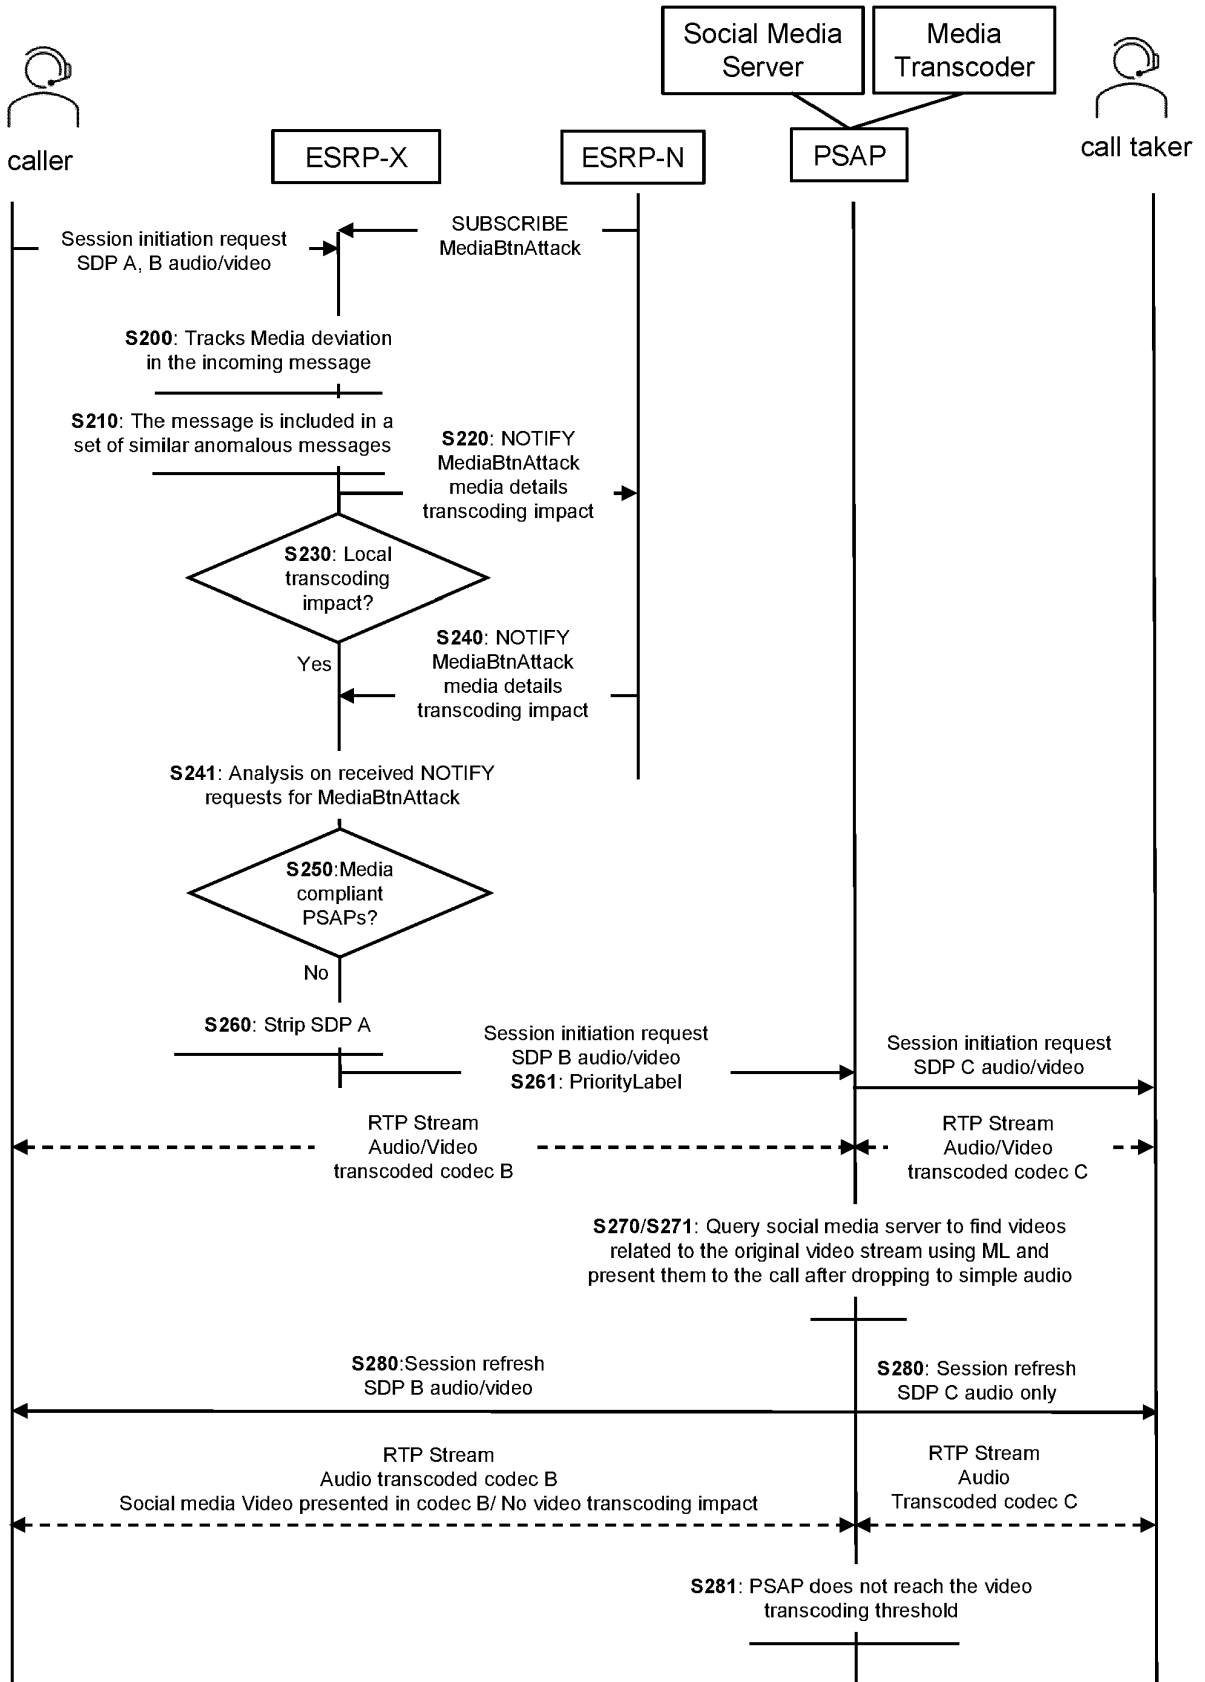 Social Media
Server
Media
Transcoder
caller
ESRP-X
ESRP-N
PSAP
call taker
Session initiation request
SDP A, B audio/video
SUBSCRIBE
MediaBtnAttack
S200: Tracks Media deviation
in the incoming message
S210: The message is included in a
set of similar anomalous messages
S220: NOTIFY
MediaBtnAttack
media details
transcoding impact
S230: Local
transcoding
impact?
Yes
S240: NOTIFY
MediaBtnAttack
media details
transcoding impact
S241: Analysis on received NOTIFY
requests for MediaBtnAttack
S250:Media
compliant
PSAPs?
No
S260: Strip SDP A
Session initiation request
SDP B audio/video
S261: PriorityLabel
Session initiation request
SDP C audio/video
RTP Stream
Audio/Video
transcoded codec B
RTP Stream
Audio/Video
transcoded codec C
S270/S271: Query social media server to find videos
related to the original video stream using ML and
present them to the call after dropping to simple audio
S280:Session refresh
SDP B audio/video
S280: Session refresh
SDP C audio only
RTP Stream
Audio transcoded codec B
Social media Video presented in codec B/ No video transcoding impact
RTP Stream
Audio
Transcoded codec C
S281: PSAP does not reach the video
transcoding threshold